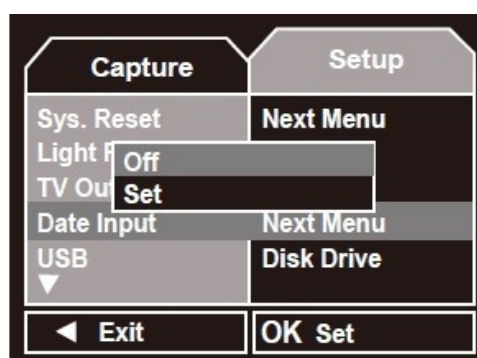 Capture Setup
Sys. Reset Next Menu
Light
Off
TV Out
Set
Date Input Next Menu
USB Disk Drive
Exit OK Set